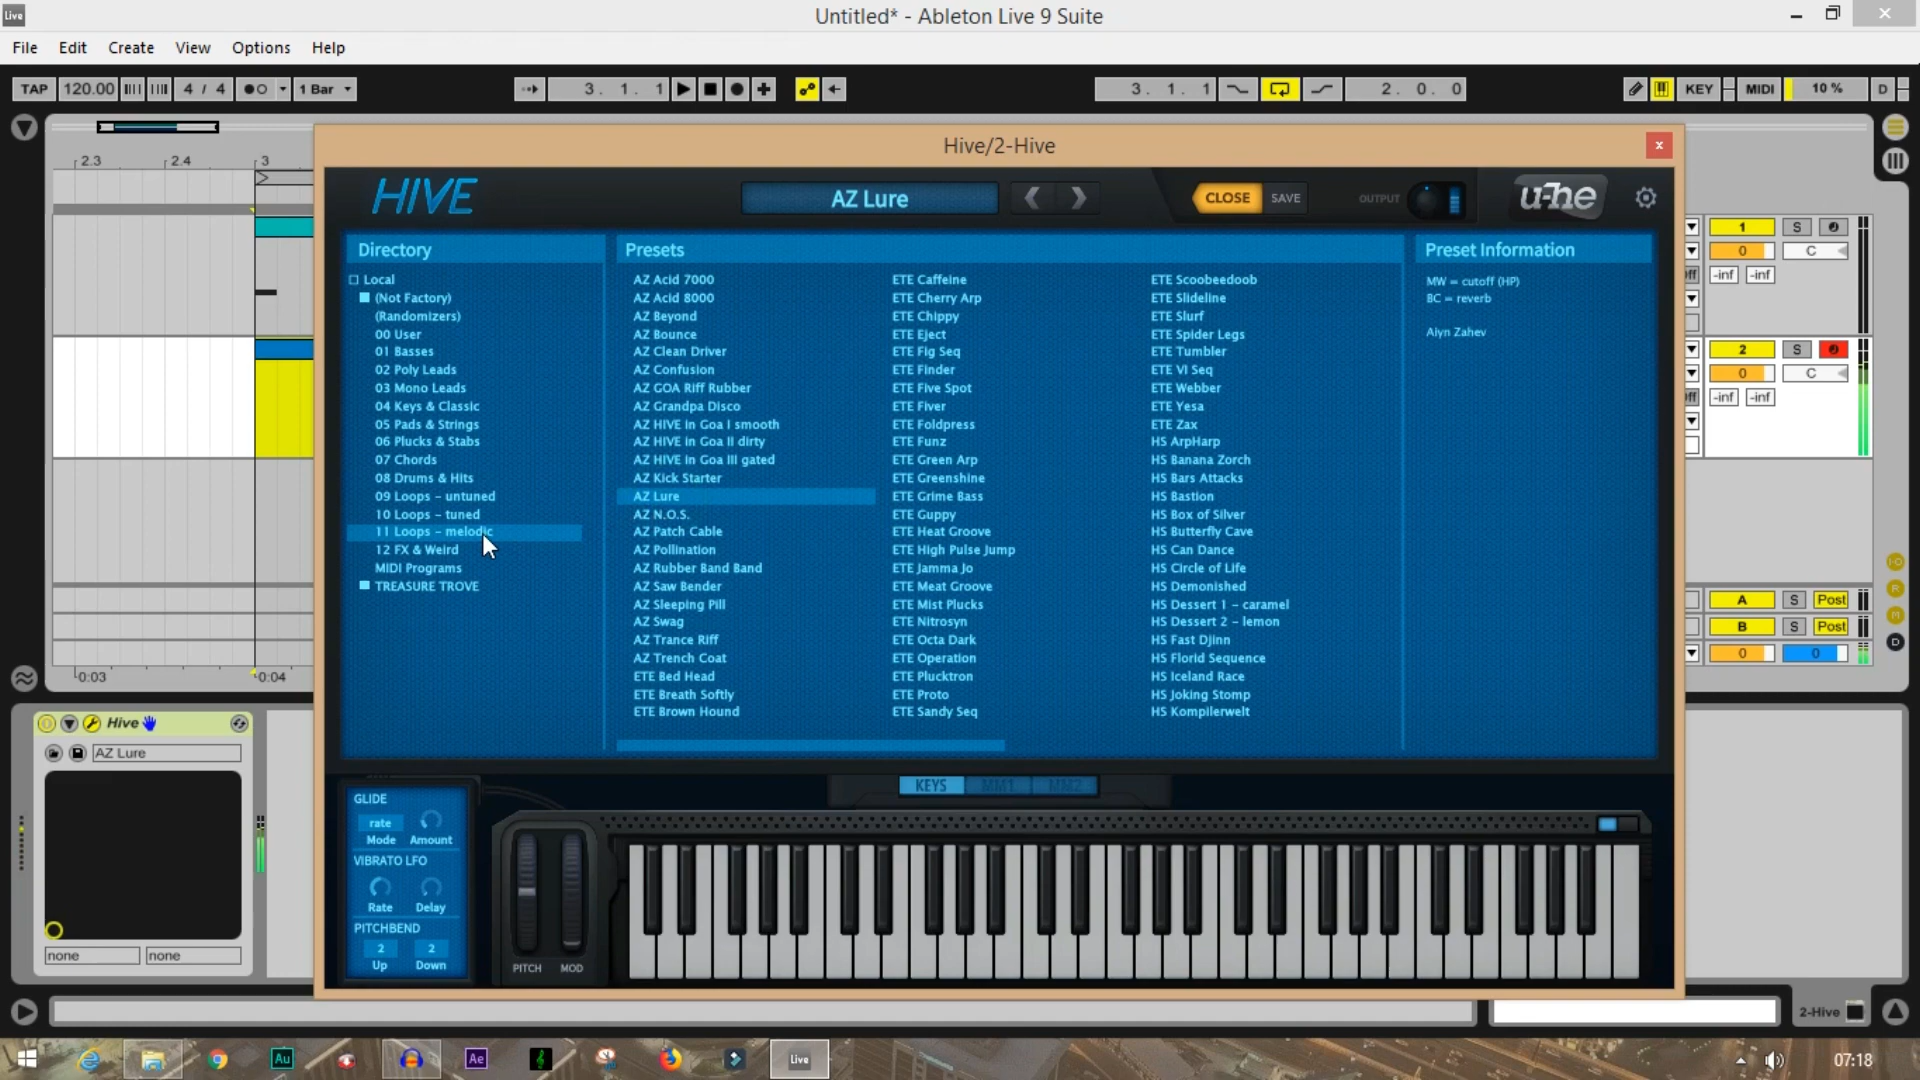 Live
Untitled* - Ableton Live 9 Suite
File Edit Create View Options Help
TAP 120.00 4 / 4 1 Bar 3. 1. 1 3. 1. 1 2. 0. 0 KEY MIDI 10 % D
2.3 2.4 3
Hive/2-Hive
x
HIVE AZ Lure CLOSE SAVE OUTPUT u-he
Directory Presets Preset Information
Local
(Not Factory)
(Randomizers)
00 User
01 Basses
02 Poly Leads
03 Mono Leads
04 Keys & Classic
05 Pads & Strings
06 Plucks & Stabs
07 Chords
08 Drums & Hits
09 Loops - untuned
10 Loops - tuned
11 Loops - melodic
12 FX & Weird
MIDI Programs
TREASURE TROVE
AZ Acid 7000
AZ Acid 8000
AZ Beyond
AZ Bounce
AZ Clean Driver
AZ Confusion
AZ GOA Riff Rubber
AZ Grandpa Disco
AZ HIVE in Goa I smooth
AZ HIVE in Goa II dirty
AZ HIVE in Goa III gated
AZ Kick Starter
AZ Lure
AZ N.O.S.
AZ Patch Cable
AZ Pollination
AZ Rubber Band Band
AZ Saw Bender
AZ Sleeping Pill
AZ Swag
AZ Trance Riff
AZ Trench Coat
ETE Bed Head
ETE Breath Softly
ETE Brown Hound
ETE Caffeine
ETE Cherry Arp
ETE Chippy
ETE Eject
ETE Fig Seq
ETE Finder
ETE Five Spot
ETE Fiver
ETE Foldpress
ETE Funz
ETE Green Arp
ETE Greenshine
ETE Grime Bass
ETE Guppy
ETE Heat Groove
ETE High Pulse Jump
ETE Jamma Jo
ETE Meat Groove
ETE Mist Plucks
ETE Nitrosyn
ETE Octa Dark
ETE Operation
ETE Plucktron
ETE Proto
ETE Sandy Seq
ETE Scoobeedoob
ETE Slideline
ETE Slurf
ETE Spider Legs
ETE Tumbler
ETE VI Seq
ETE Webber
ETE Yesa
ETE Zax
HS ArpHarp
HS Banana Zorch
HS Bars Attacks
HS Bastion
HS Box of Silver
HS Butterfly Cave
HS Can Dance
HS Circle of Life
HS Demonished
HS Dessert 1 - caramel
HS Dessert 2 - lemon
HS Fast Djinn
HS Florid Sequence
HS Iceland Race
HS Joking Stomp
HS Kompilerwelt
MW = cutoff (HP)
BC = reverb
Aiyn Zahev
1 S
0 C
-inf -inf
2 S
0 C
-inf -inf
A S Post
B S Post
0 0
D
0:03 0:04
Hive
AZ Lure
none none
KEYS MM1 MM2
GLIDE
rate
Mode Amount
VIBRATO LFO
Rate Delay
PITCHBEND
2 2
Up Down
PITCH MOD
2-Hive
Au Ae Live 07:18